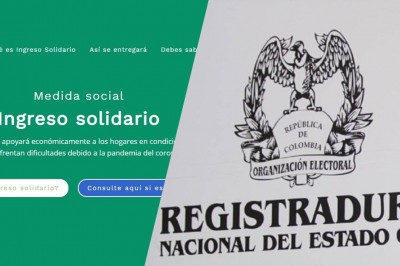 é es Ingreso Solidario Así se entregará Debes sab
Medida social
Ingreso solidario
apoyará económicamente a los hogares en condici
frentan dificultades debido a la pandemia del coro
reso solidario? Consulte aquí si es
REPÚBLICA
DE
COLOMBIA
ORGANIZACIÓN ELECTORAL
REGISTRADUR
NACIONAL DEL ESTADO C